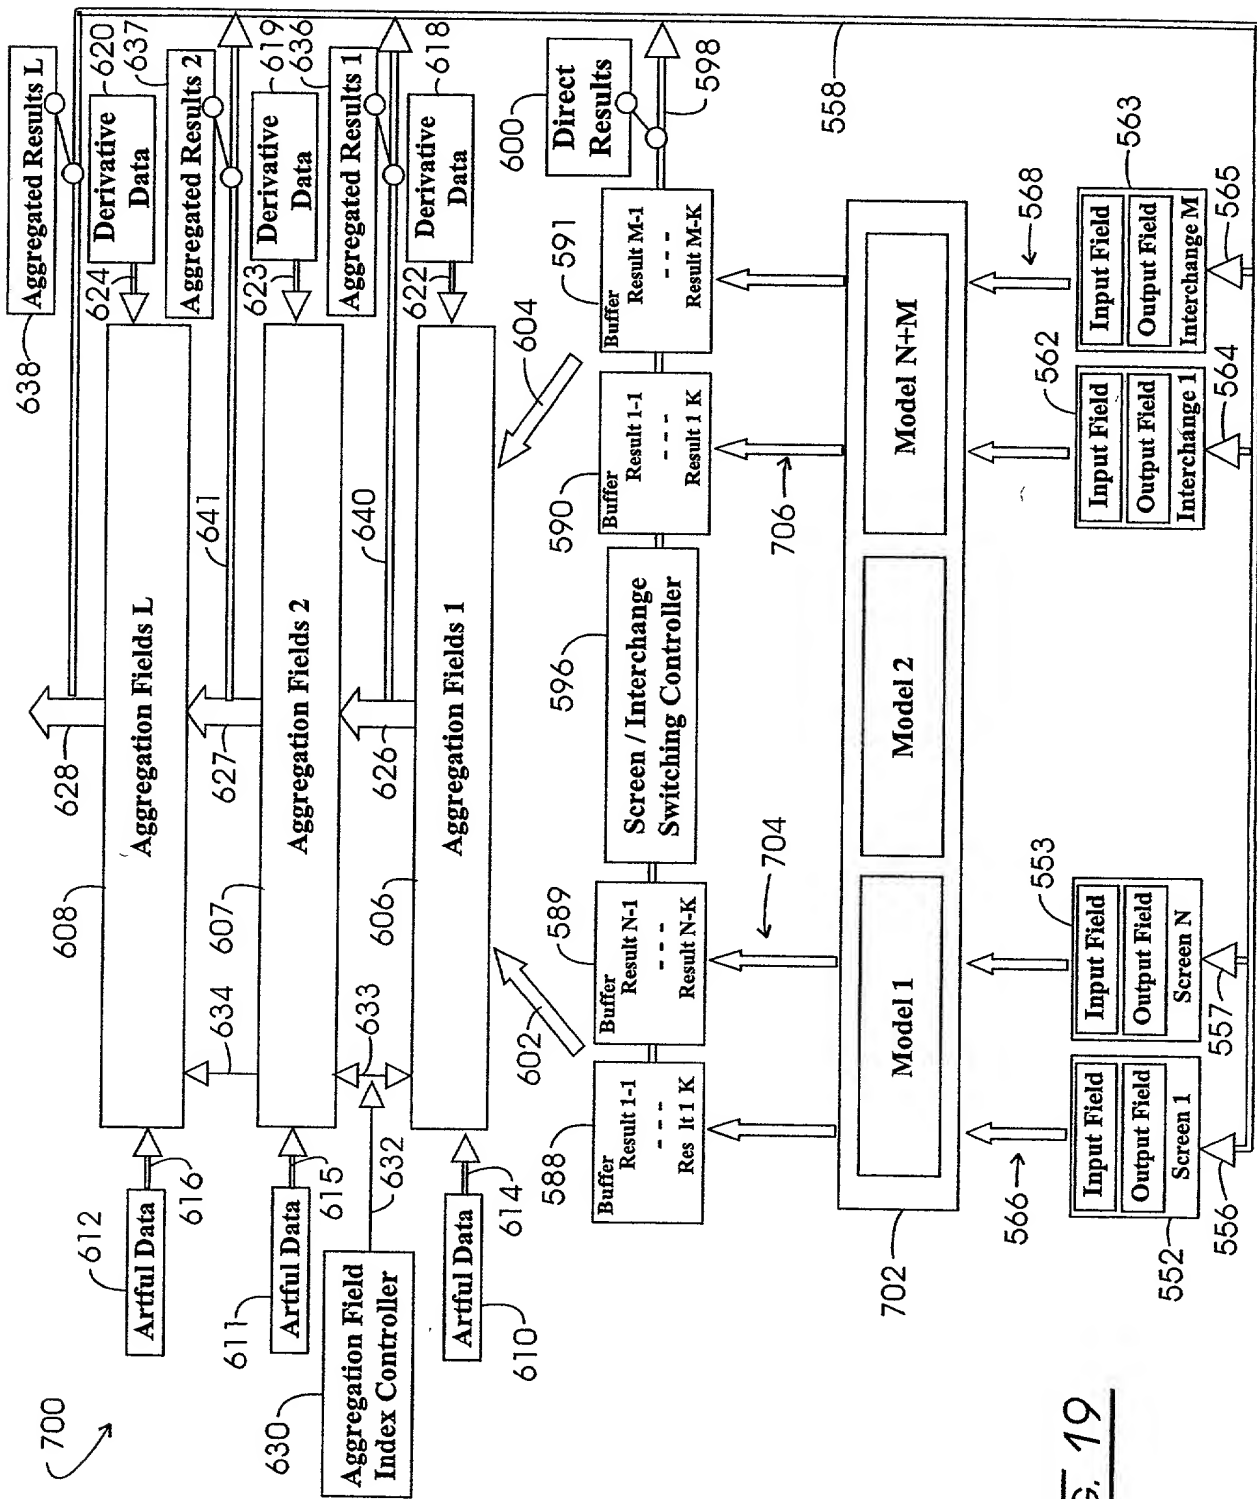 638
Aggregated Results L
628
608
Aggregation Fields L
624
Derivative
Data
620
637
Aggregated Results 2
612
Artful Data
616
634
641
627
607
Aggregation Fields 2
623
Derivative
Data
619
636
Aggregated Results 1
611
Artful Data
615
633
640
626
606
Aggregation Fields 1
622
Derivative
Data
618
700
630
Aggregation Field
Index Controller
632
610
Artful Data
614
602
604
600
Direct
Results
598
588
Buffer
Result 1-1
---
Res lt 1 K
589
Buffer
Result N-1
---
Result N-K
596
Screen / Interchange
Switching Controller
590
Buffer
Result 1-1
---
Result 1 K
591
Buffer
Result M-1
---
Result M-K
558
704
706
702
Model 1
Model 2
Model N+M
566
568
552
Input Field
Output Field
Screen 1
556
553
Input Field
Output Field
Screen N
557
562
Input Field
Output Field
Interchange 1
564
563
Input Field
Output Field
Interchange M
565
G. 19